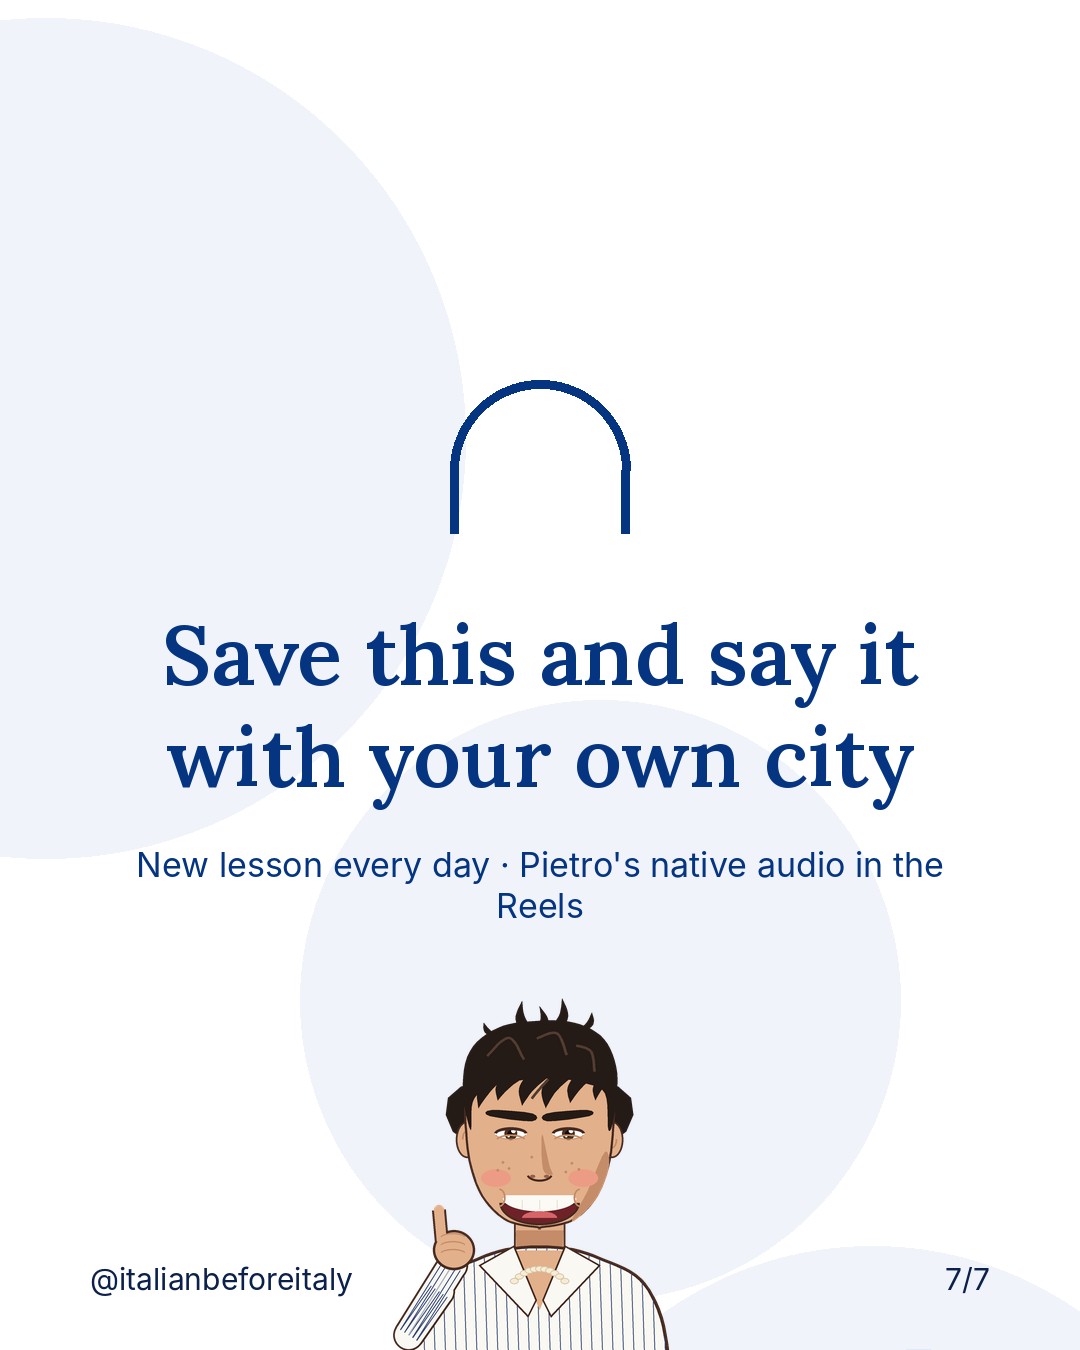 Save this and say it
with your own city
New lesson every day · Pietro's native audio in the
Reels
@italianbeforeitaly
7/7